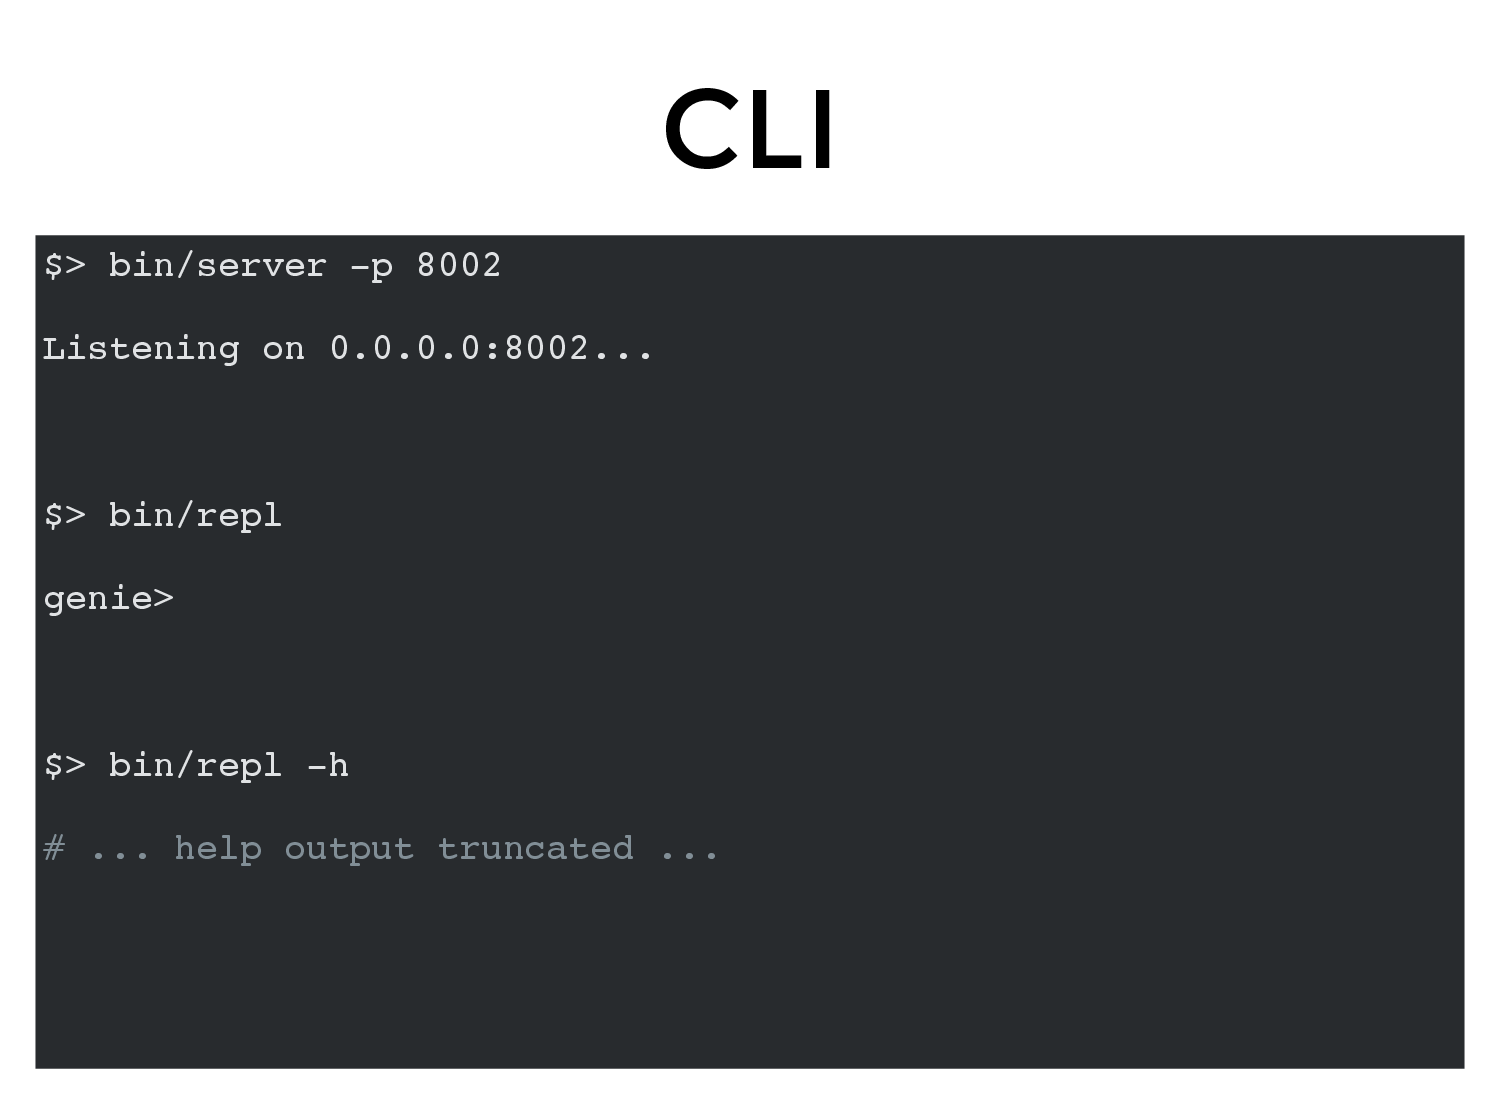 CLI
$> bin/server -p 8002
Listening on 0.0.0.0:8002...
$> bin/repl
genie>
$> bin/repl -h
# ... help output truncated ...